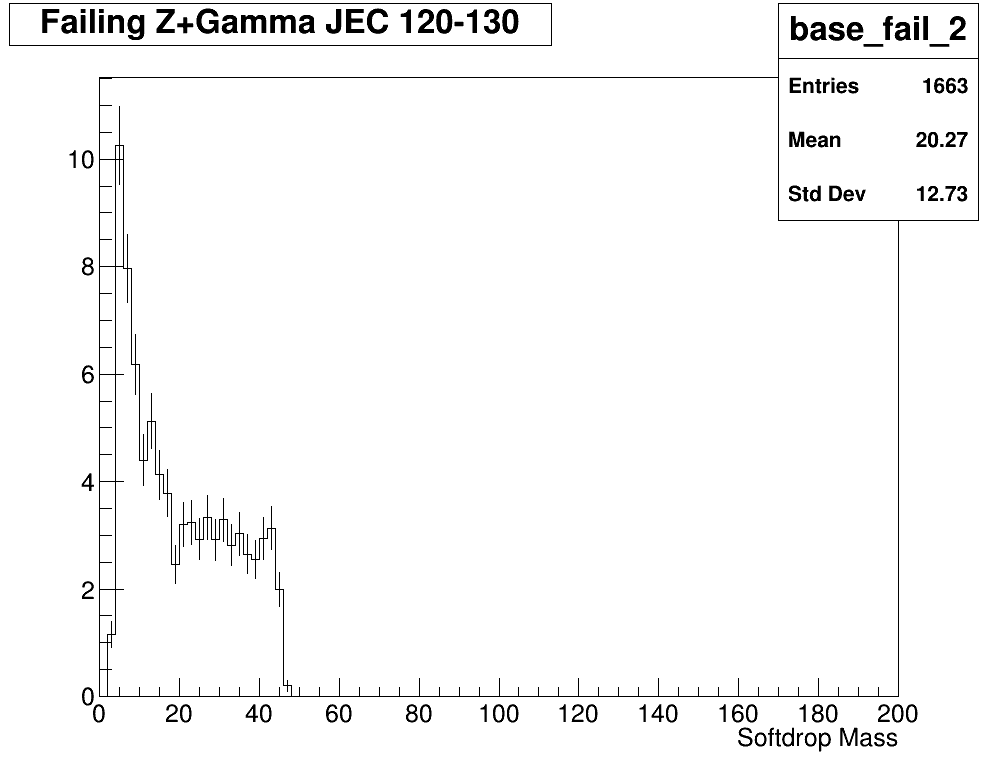 Failing Z+Gamma JEC 120-130
base_fail_2
Entries 1663
Mean 20.27
Std Dev 12.73
10
8
6
4
2
0
0 20 40 60 80 100 120 140 160 180 200
Softdrop Mass